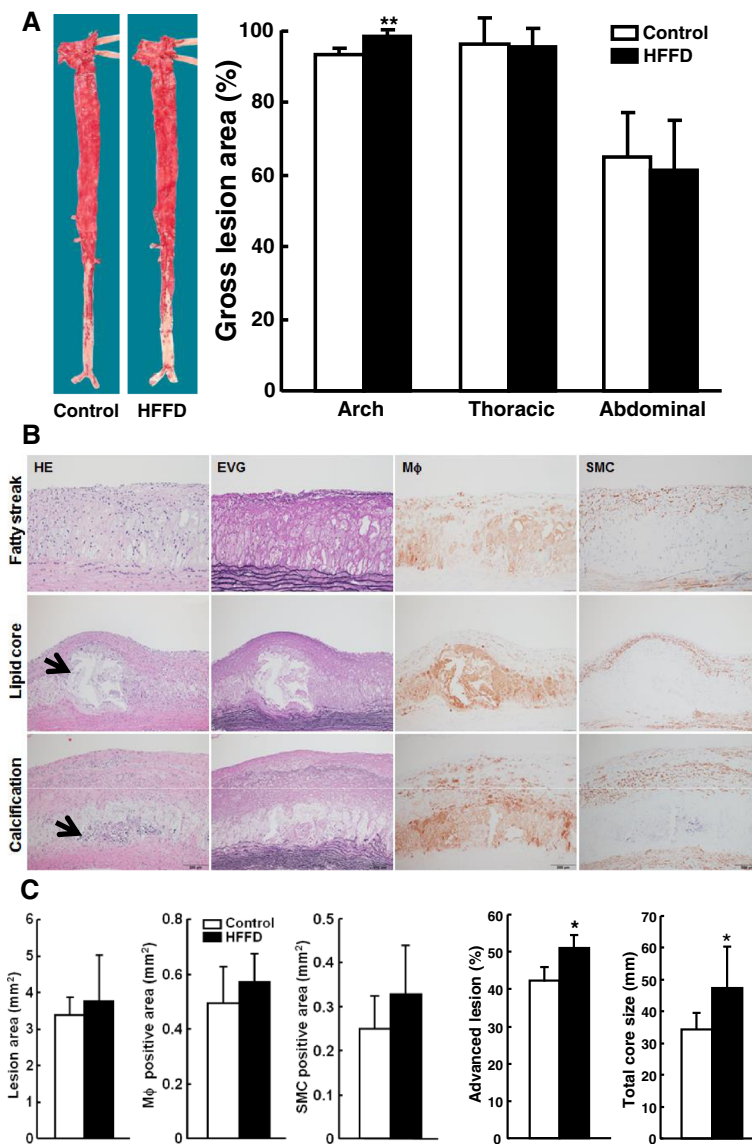 A
Control
HFFD
Gross lesion area (%)
100
80
60
40
20
0
**
Control
HFFD
Arch
Thoracic
Abdominal
B
HE
EVG
Mϕ
SMC
Fatty streak
Lipid core
Calcification
C
Lesion area (mm²)
6
5
4
3
2
1
0
Mϕ positive area (mm²)
0.8
0.6
0.4
0.2
0
Control
HFFD
SMC positive area (mm²)
0.5
0.4
0.3
0.2
0.1
0
Advanced lesion (%)
60
50
40
30
20
10
0
*
Total core size (mm)
70
60
50
40
30
20
10
0
*